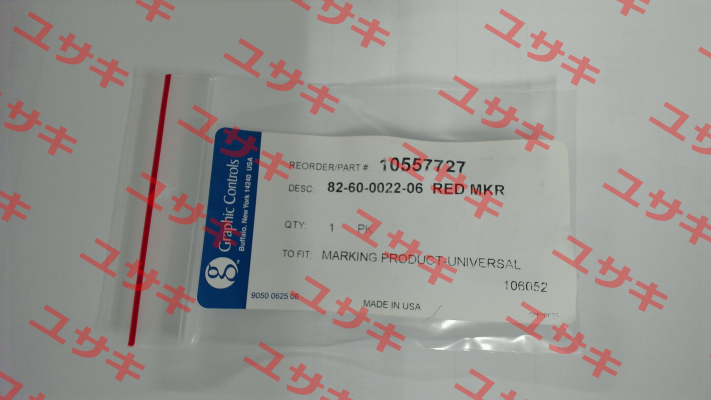 Graphic Controls
Buffalo, New York 14240 USA
REORDER/PART #: 10557727
DESC: 82-60-0022-06 RED MKR
QTY: 1 PK
TO FIT: MARKING PRODUCT-UNIVERSAL
106052
9050 0625 06
MADE IN USA
ユサキ